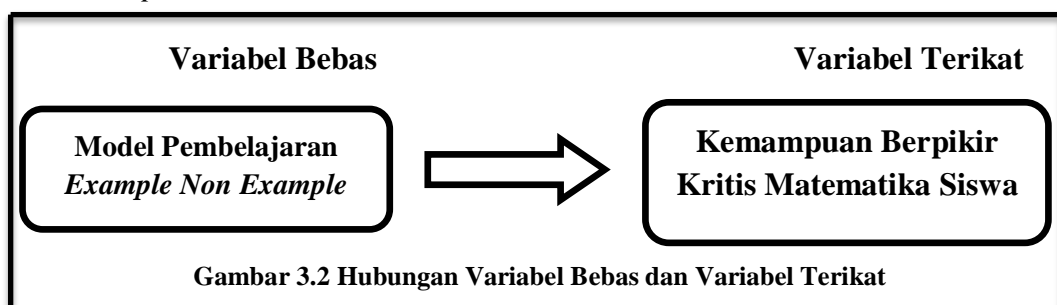 Variabel Bebas
Variabel Terikat
Model Pembelajaran
Example Non Example
Kemampuan Berpikir
Kritis Matematika Siswa
Gambar 3.2 Hubungan Variabel Bebas dan Variabel Terikat